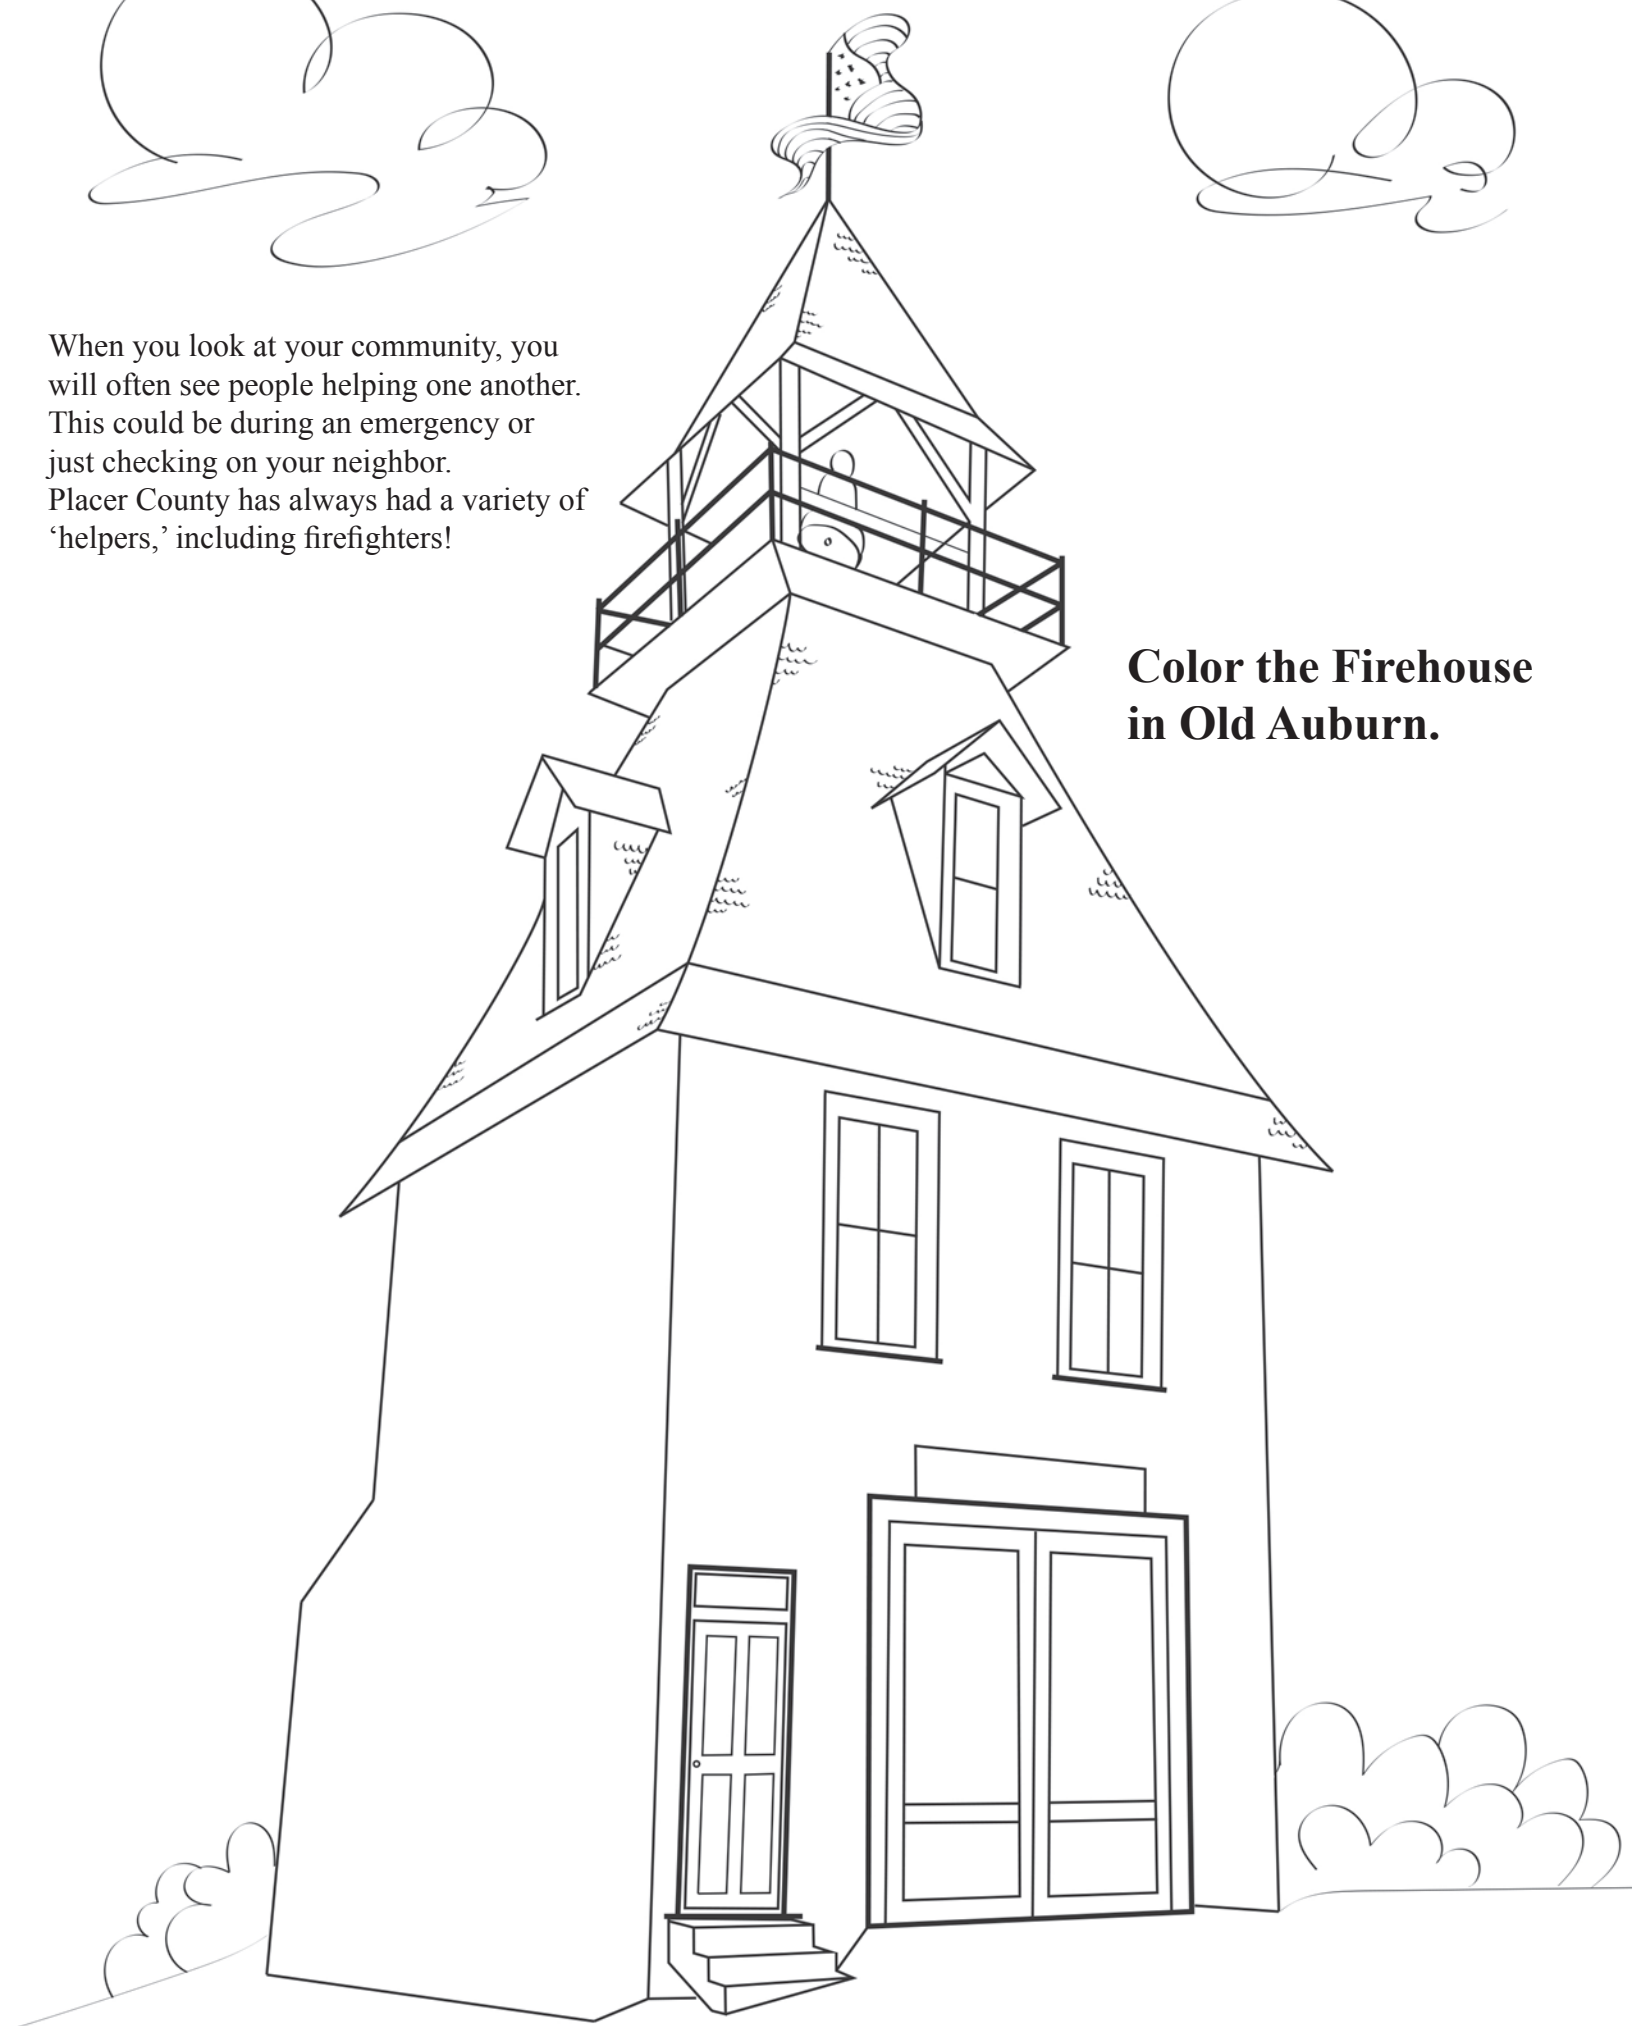 When you look at your community, you
will often see people helping one another.
This could be during an emergency or
just checking on your neighbor.
Placer County has always had a variety of
‘helpers,’ including firefighters!
Color the Firehouse
in Old Auburn.